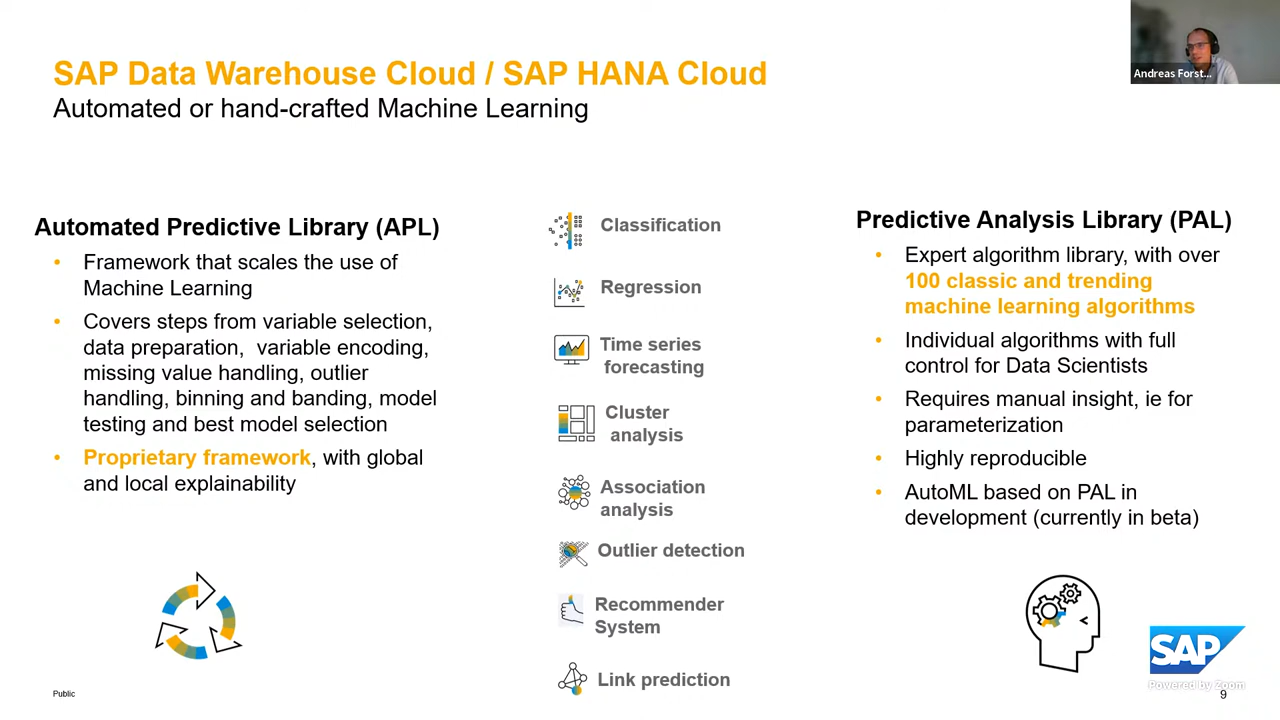 SAP Data Warehouse Cloud / SAP HANA Cloud
Automated or hand-crafted Machine Learning
Andreas Forst...
Automated Predictive Library (APL)
• Framework that scales the use of
Machine Learning
• Covers steps from variable selection,
data preparation,  variable encoding,
missing value handling, outlier
handling, binning and banding, model
testing and best model selection
• Proprietary framework, with global
and local explainability
Classification
Regression
Time series
forecasting
Cluster
analysis
Association
analysis
Outlier detection
Recommender
System
Link prediction
Predictive Analysis Library (PAL)
• Expert algorithm library, with over
100 classic and trending
machine learning algorithms
• Individual algorithms with full
control for Data Scientists
• Requires manual insight, ie for
parameterization
• Highly reproducible
• AutoML based on PAL in
development (currently in beta)
SAP
Powered by Zoom
Public
9